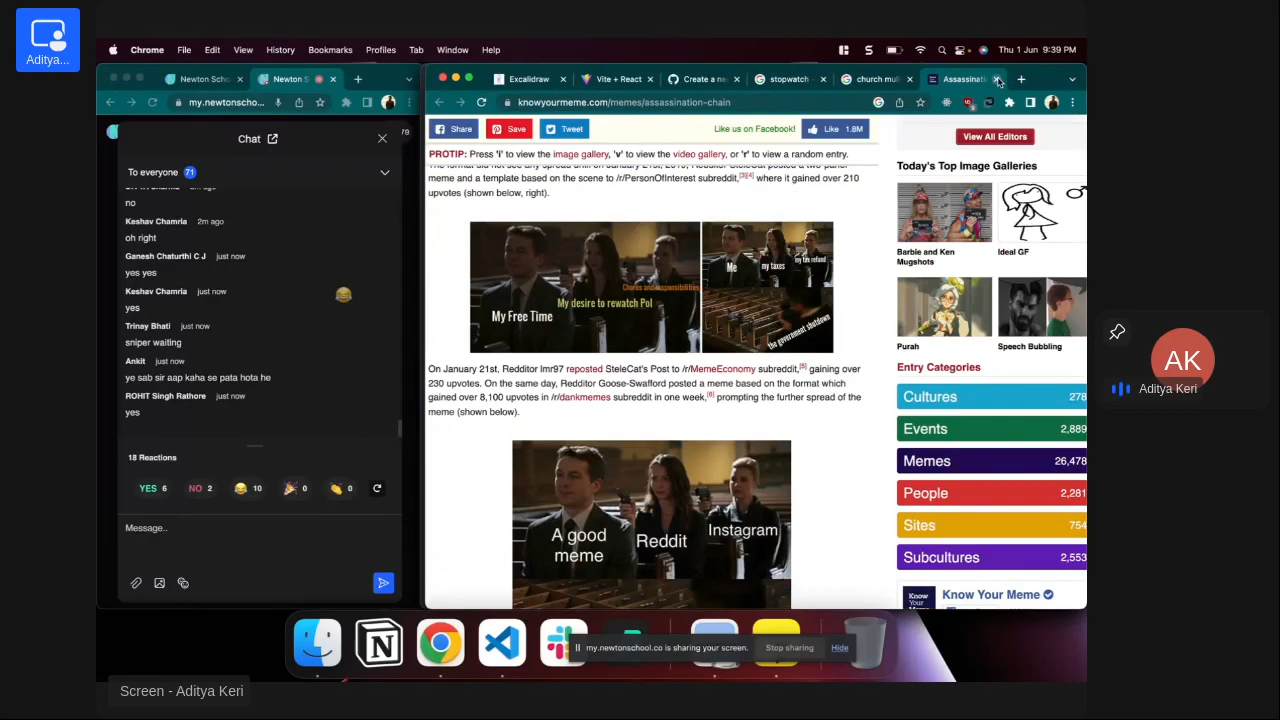 Aditya...
Chrome File Edit View History Bookmarks Profiles Tab Window Help
Thu 1 Jun 9:39 PM
Newton Scho
Newton S
Excalidraw
Vite + React
Create a ne
stopwatch -
church mul
Assassinati
my.newtonschoo...
knowyourmeme.com/memes/assassination-chain
Chat
To everyone 71
no
Keshav Chamria 2m ago
oh right
Ganesh Chaturthi C J just now
yes yes
Keshav Chamria just now
yes
Trinay Bhati just now
sniper waiting
Ankit just now
ye sab sir aap kaha se pata hota he
ROHIT Singh Rathore just now
yes
18 Reactions
YES 6 NO 2 10 0 0
Message..
Share
Save
Tweet
Like us on Facebook!
Like 1.8M
PROTIP: Press 'i' to view the image gallery, 'v' to view the video gallery, or 'r' to view a random entry.
meme and a template based on the scene to /r/PersonOfInterest subreddit,[3][4] where it gained over 210
upvotes (shown below, right).
My Free Time
My desire to rewatch PoI
Chores and responsibilities
Me
my taxes
my tax refund
the government shutdown
On January 21st, Redditor lmr97 reposted SteleCat's Post to /r/MemeEconomy subreddit,[5] gaining over
230 upvotes. On the same day, Redditor Goose-Swafford posted a meme based on the format which
gained over 8,100 upvotes in /r/dankmemes subreddit in one week,[6] prompting the further spread of the
meme (shown below).
A good
meme
Reddit
Instagram
View All Editors
Today's Top Image Galleries
Barbie and Ken
Mugshots
Ideal GF
Purah
Speech Bubbling
Entry Categories
Cultures 278
Events 2,889
Memes 26,478
People 2,281
Sites 754
Subcultures 2,553
Know
Your
Know Your Meme
my.newtonschool.co is sharing your screen.
Stop sharing
Hide
Screen - Aditya Keri
AK
Aditya Keri